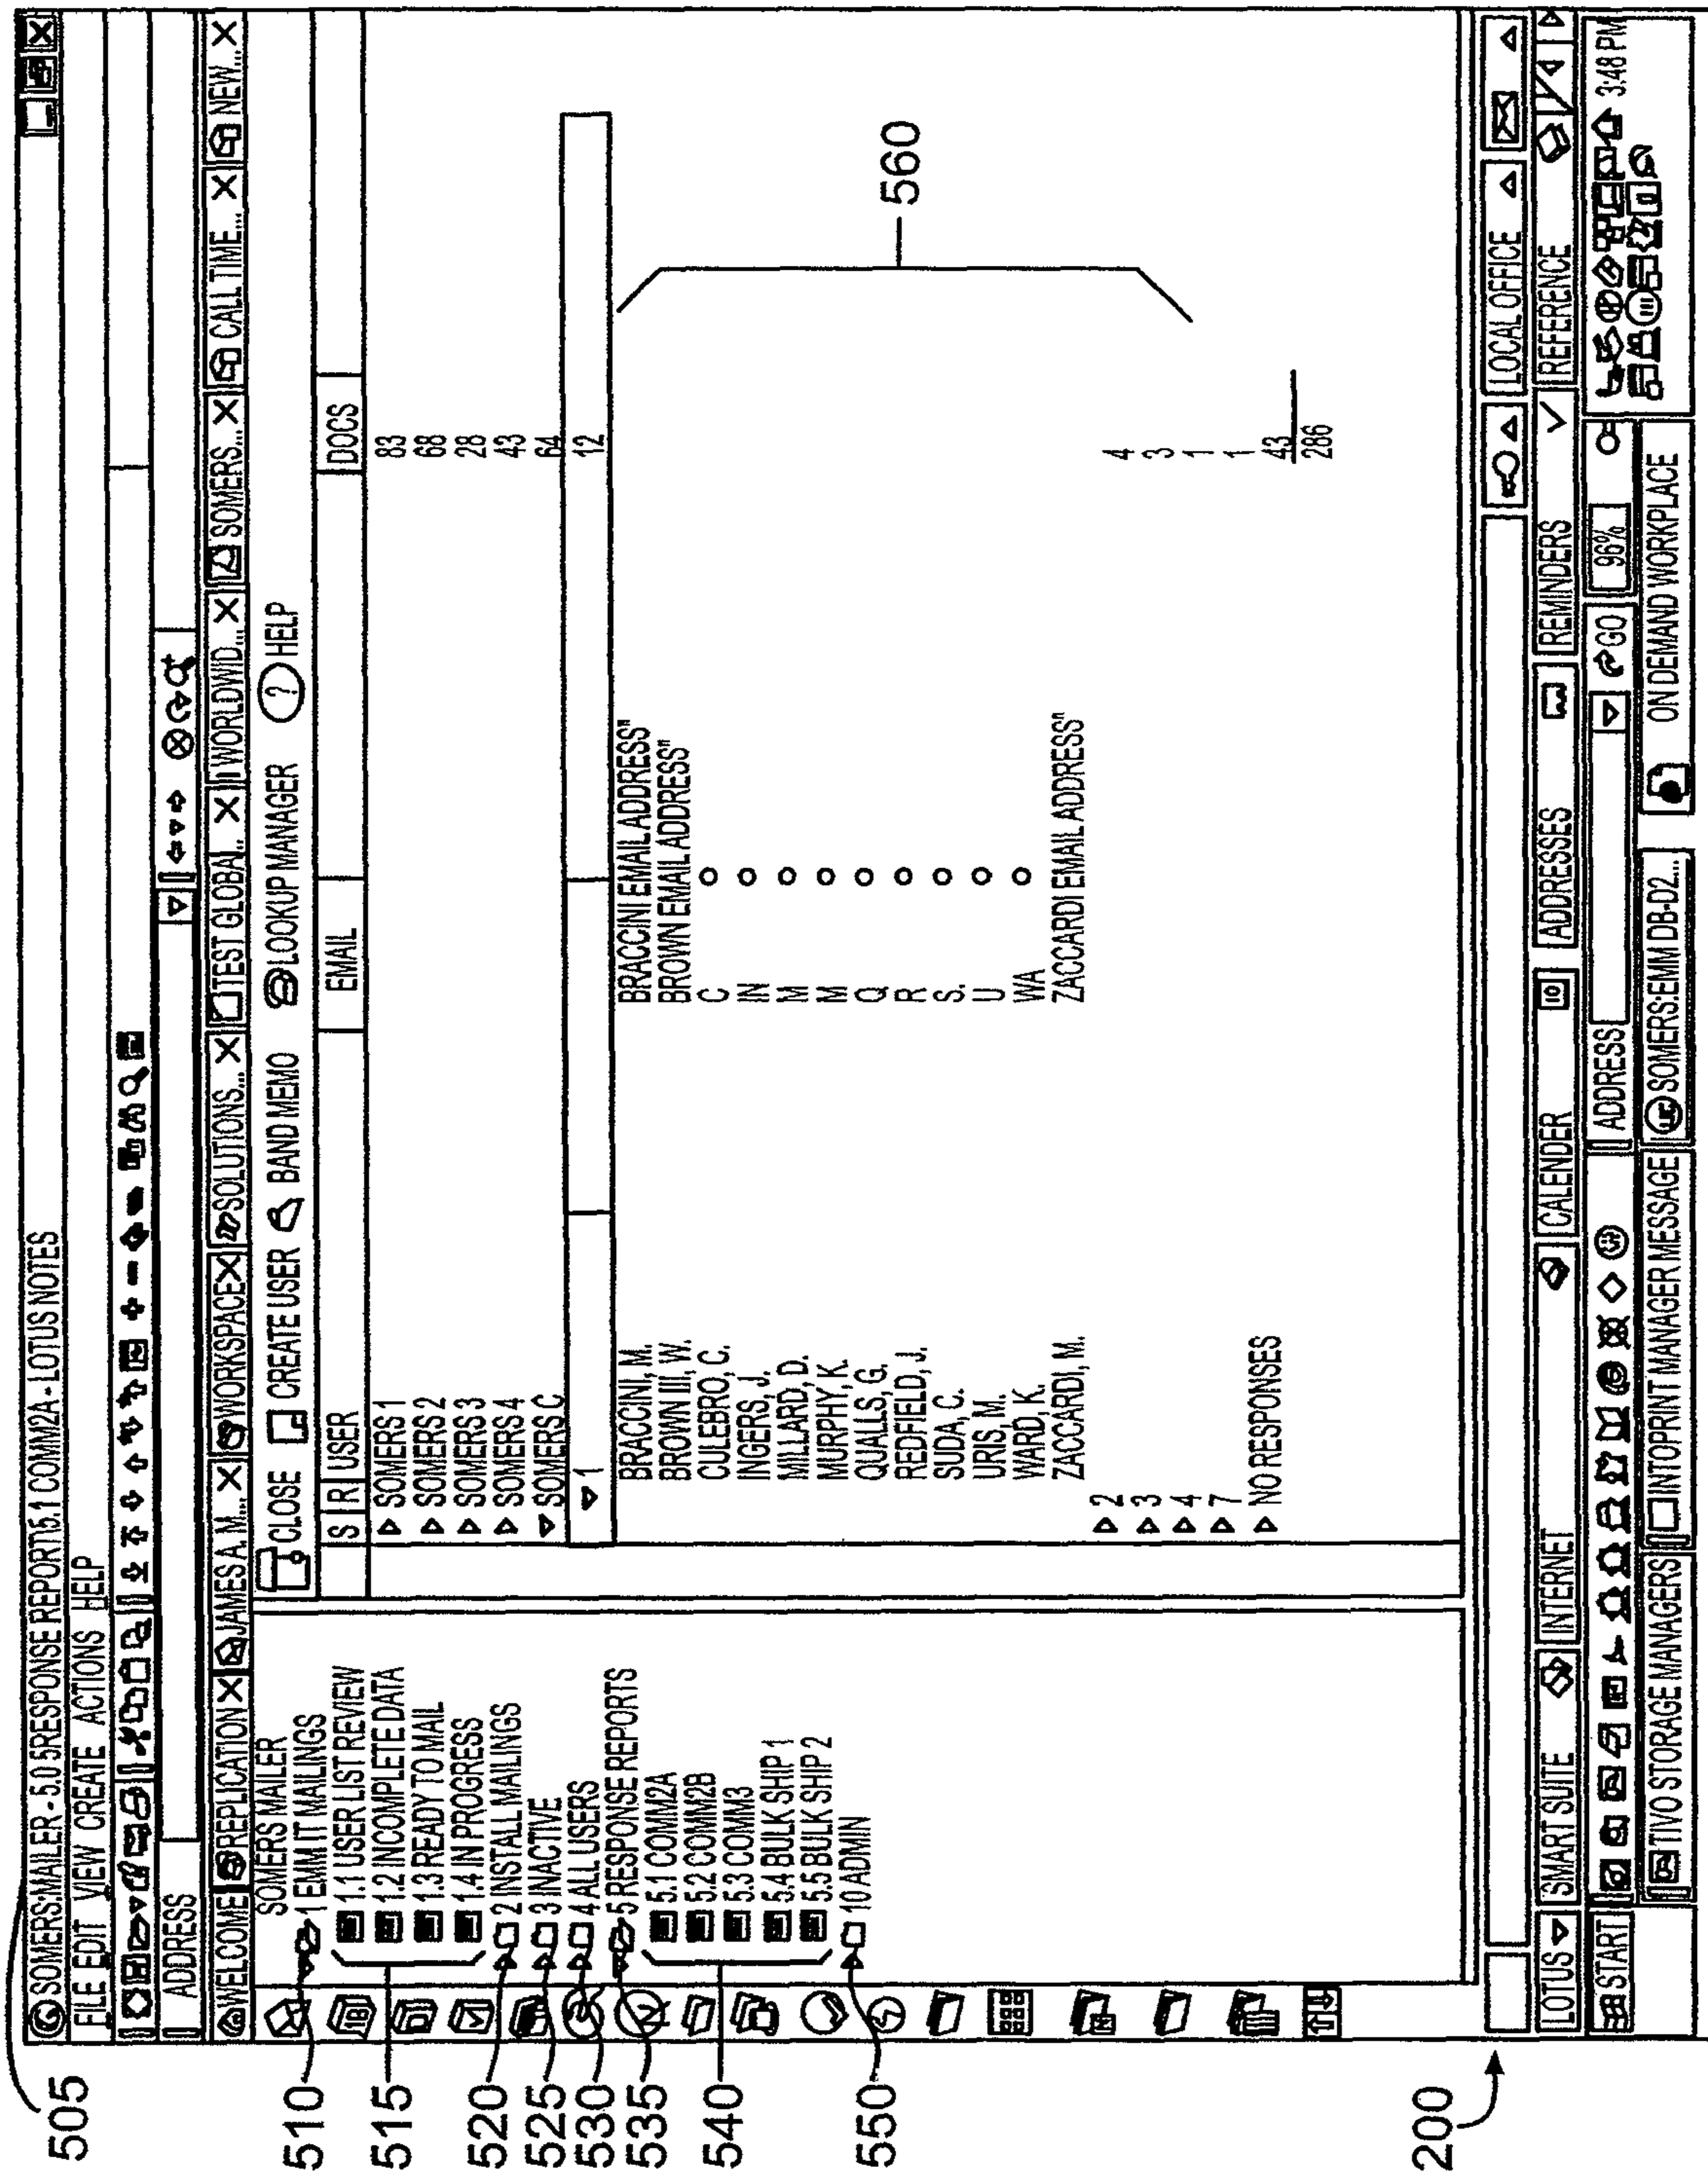 505
SOMERS:MAILER - 5.0 5RESPONSE REPORT\5.1 COMM2A - LOTUS NOTES
FILE EDIT VIEW CREATE ACTIONS HELP
ADDRESS
WELCOME REPLICATION X JAMES A. M... X WORKSPACE X SOLUTIONS... X TEST GLOBAL.. X WORLDWID... X SOMERS... X CALL TIME... X NEW... X
CLOSE CREATE USER BAND MEMO LOOKUP MANAGER ? HELP
SOMERS MAILER
510
1 EMM IT MAILINGS
515
1.1 USER LIST REVIEW
1.2 INCOMPLETE DATA
1.3 READY TO MAIL
1.4 IN PROGRESS
520
2 INSTALL MAILINGS
525
3 INACTIVE
530
4 ALL USERS
535
5 RESPONSE REPORTS
540
5.1 COMM2A
5.2 COMM2B
5.3 COMM3
5.4 BULK SHIP 1
5.5 BULK SHIP 2
550
10 ADMIN
S R USER EMAIL DOCS
SOMERS 1 83
SOMERS 2 68
SOMERS 3 28
SOMERS 4 43
SOMERS C 64
1 12
BRACCINI, M. BRACCINI EMAIL ADDRESS"
BROWN III, W. BROWN EMAIL ADDRESS"
CULEBRO, C. C
INGERS, J. IN
MILLARD, D. M
MURPHY, K. M
QUALLS, G. Q
REDFIELD, J. R
SUDA, C. S.
URIS, M. U
WARD, K. WA
ZACCARDI, M. ZACCARDI EMAIL ADDRESS"
560
2 4
3 3
4 1
7 1
NO RESPONSES 43
286
LOCAL OFFICE
LOTUS SMART SUITE INTERNET CALENDER 10 ADDRESSES REMINDERS REFERENCE
START ADDRESS GO 96% 3:48 PM
TIVO STORAGE MANAGERS INTOPRINT MANAGER MESSAGE SOMERS:EMM DB-D2... ON DEMAND WORKPLACE
200